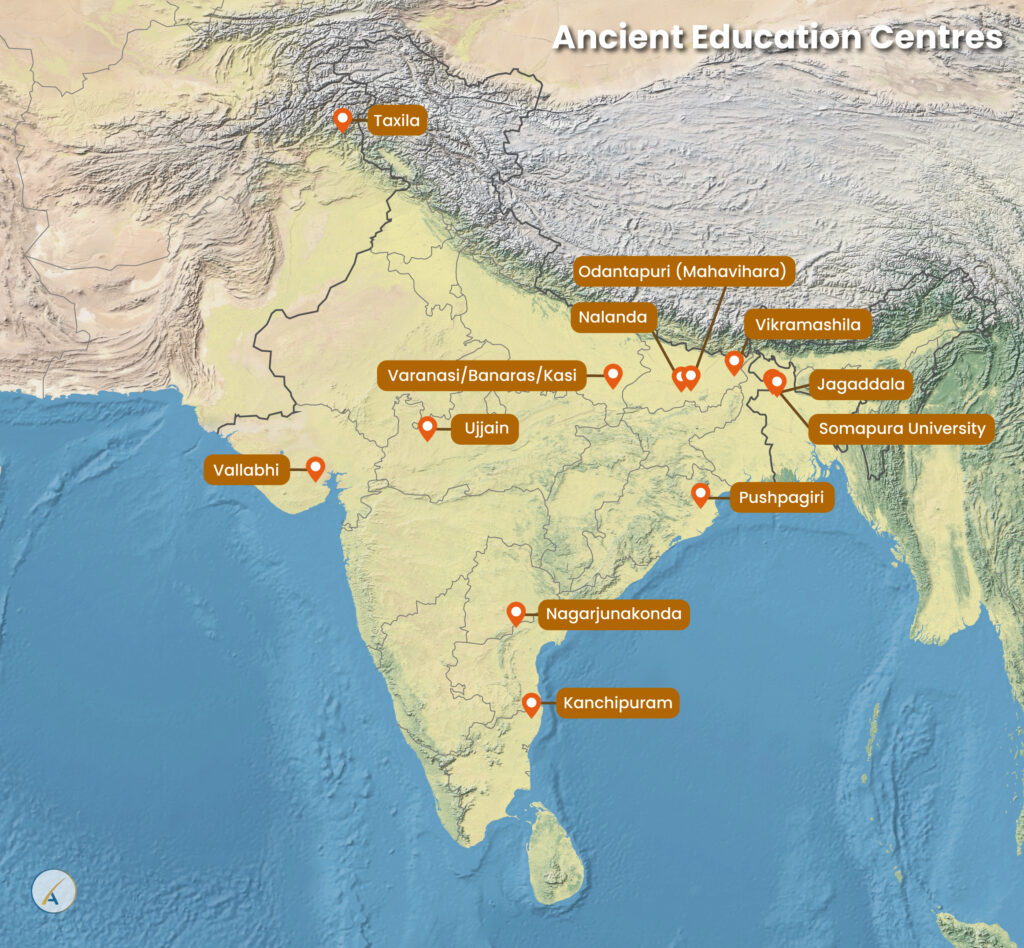 Ancient Education Centres
Taxila
Odantapuri (Mahavihara)
Nalanda
Vikramashila
Varanasi/Banaras/Kasi
Jagaddala
Ujjain
Somapura University
Vallabhi
Pushpagiri
Nagarjunakonda
Kanchipuram
A